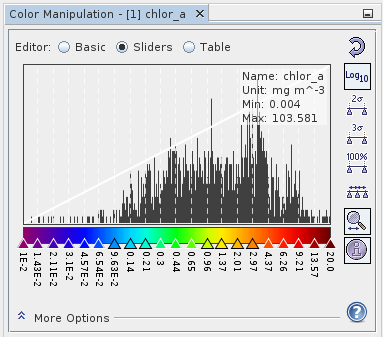 Color Manipulation - [1] chlor_a
Editor: Basic Sliders Table
Name: chlor_a
Unit: mg m^-3
Min: 0.004
Max: 103.581
Log10
2σ
3σ
100%
1E-2 1.43E-2 2.11E-2 3.1E-2 4.57E-2 6.54E-2 9.63E-2 0.14 0.21 0.3 0.44 0.65 0.96 1.37 2.01 2.97 4.37 6.26 9.21 13.57 20.0
More Options